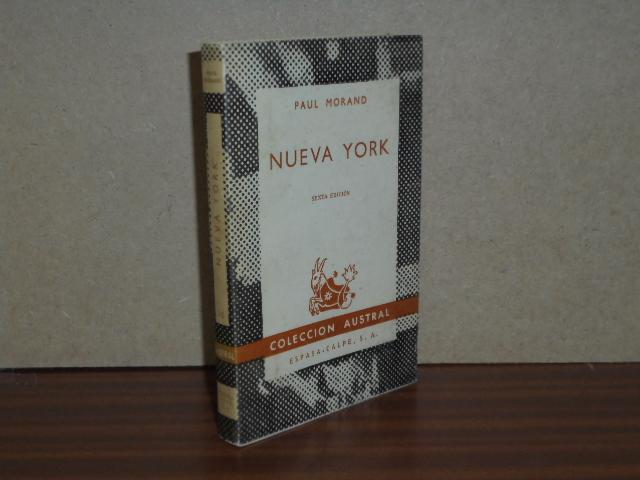 PAUL MORAND
NUEVA YORK
SEXTA EDICIÓN
COLECCION AUSTRAL
ESPASA-CALPE, S. A.
NUEVA YORK